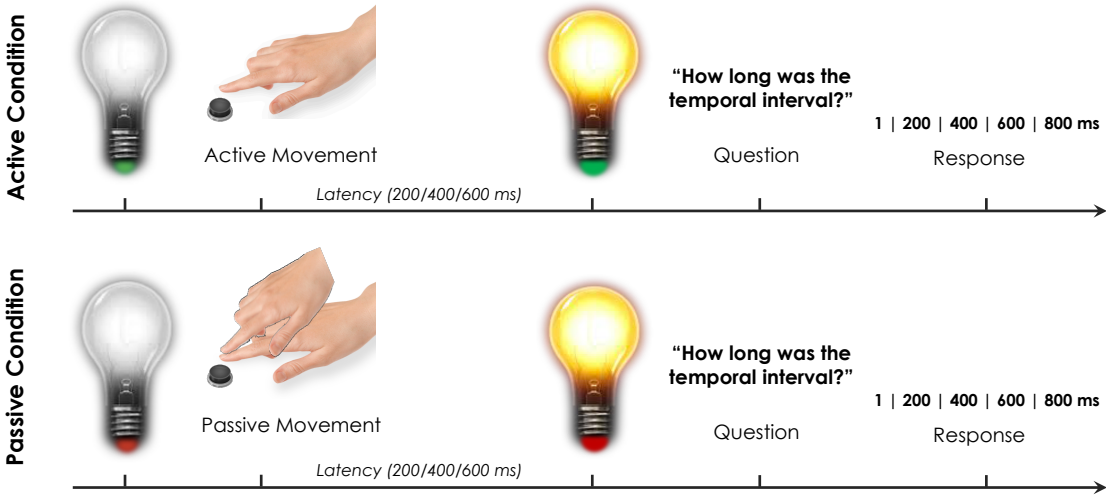 Active Condition
“How long was the
temporal interval?”
1 | 200 | 400 | 600 | 800 ms
Active Movement
Question
Response
Latency (200/400/600 ms)
Passive Condition
“How long was the
temporal interval?”
1 | 200 | 400 | 600 | 800 ms
Passive Movement
Question
Response
Latency (200/400/600 ms)